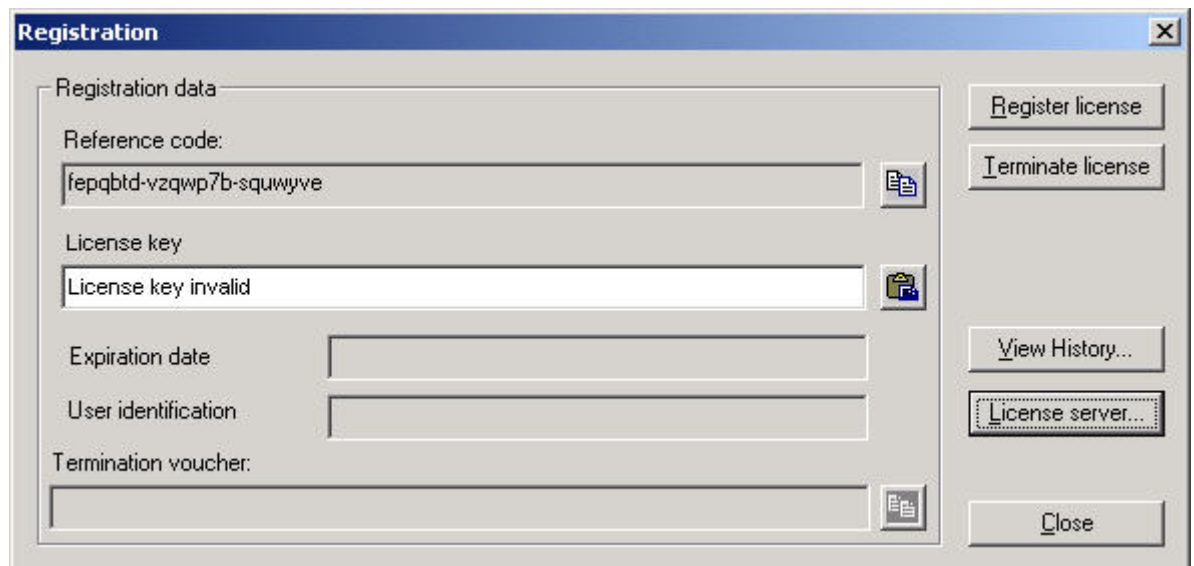 Registration
Registration data
Reference code:
fepqbtd-vzqwp7b-squwyve
License key
License key invalid
Expiration date
User identification
Termination voucher:
Register license
Terminate license
View History...
License server...
Close